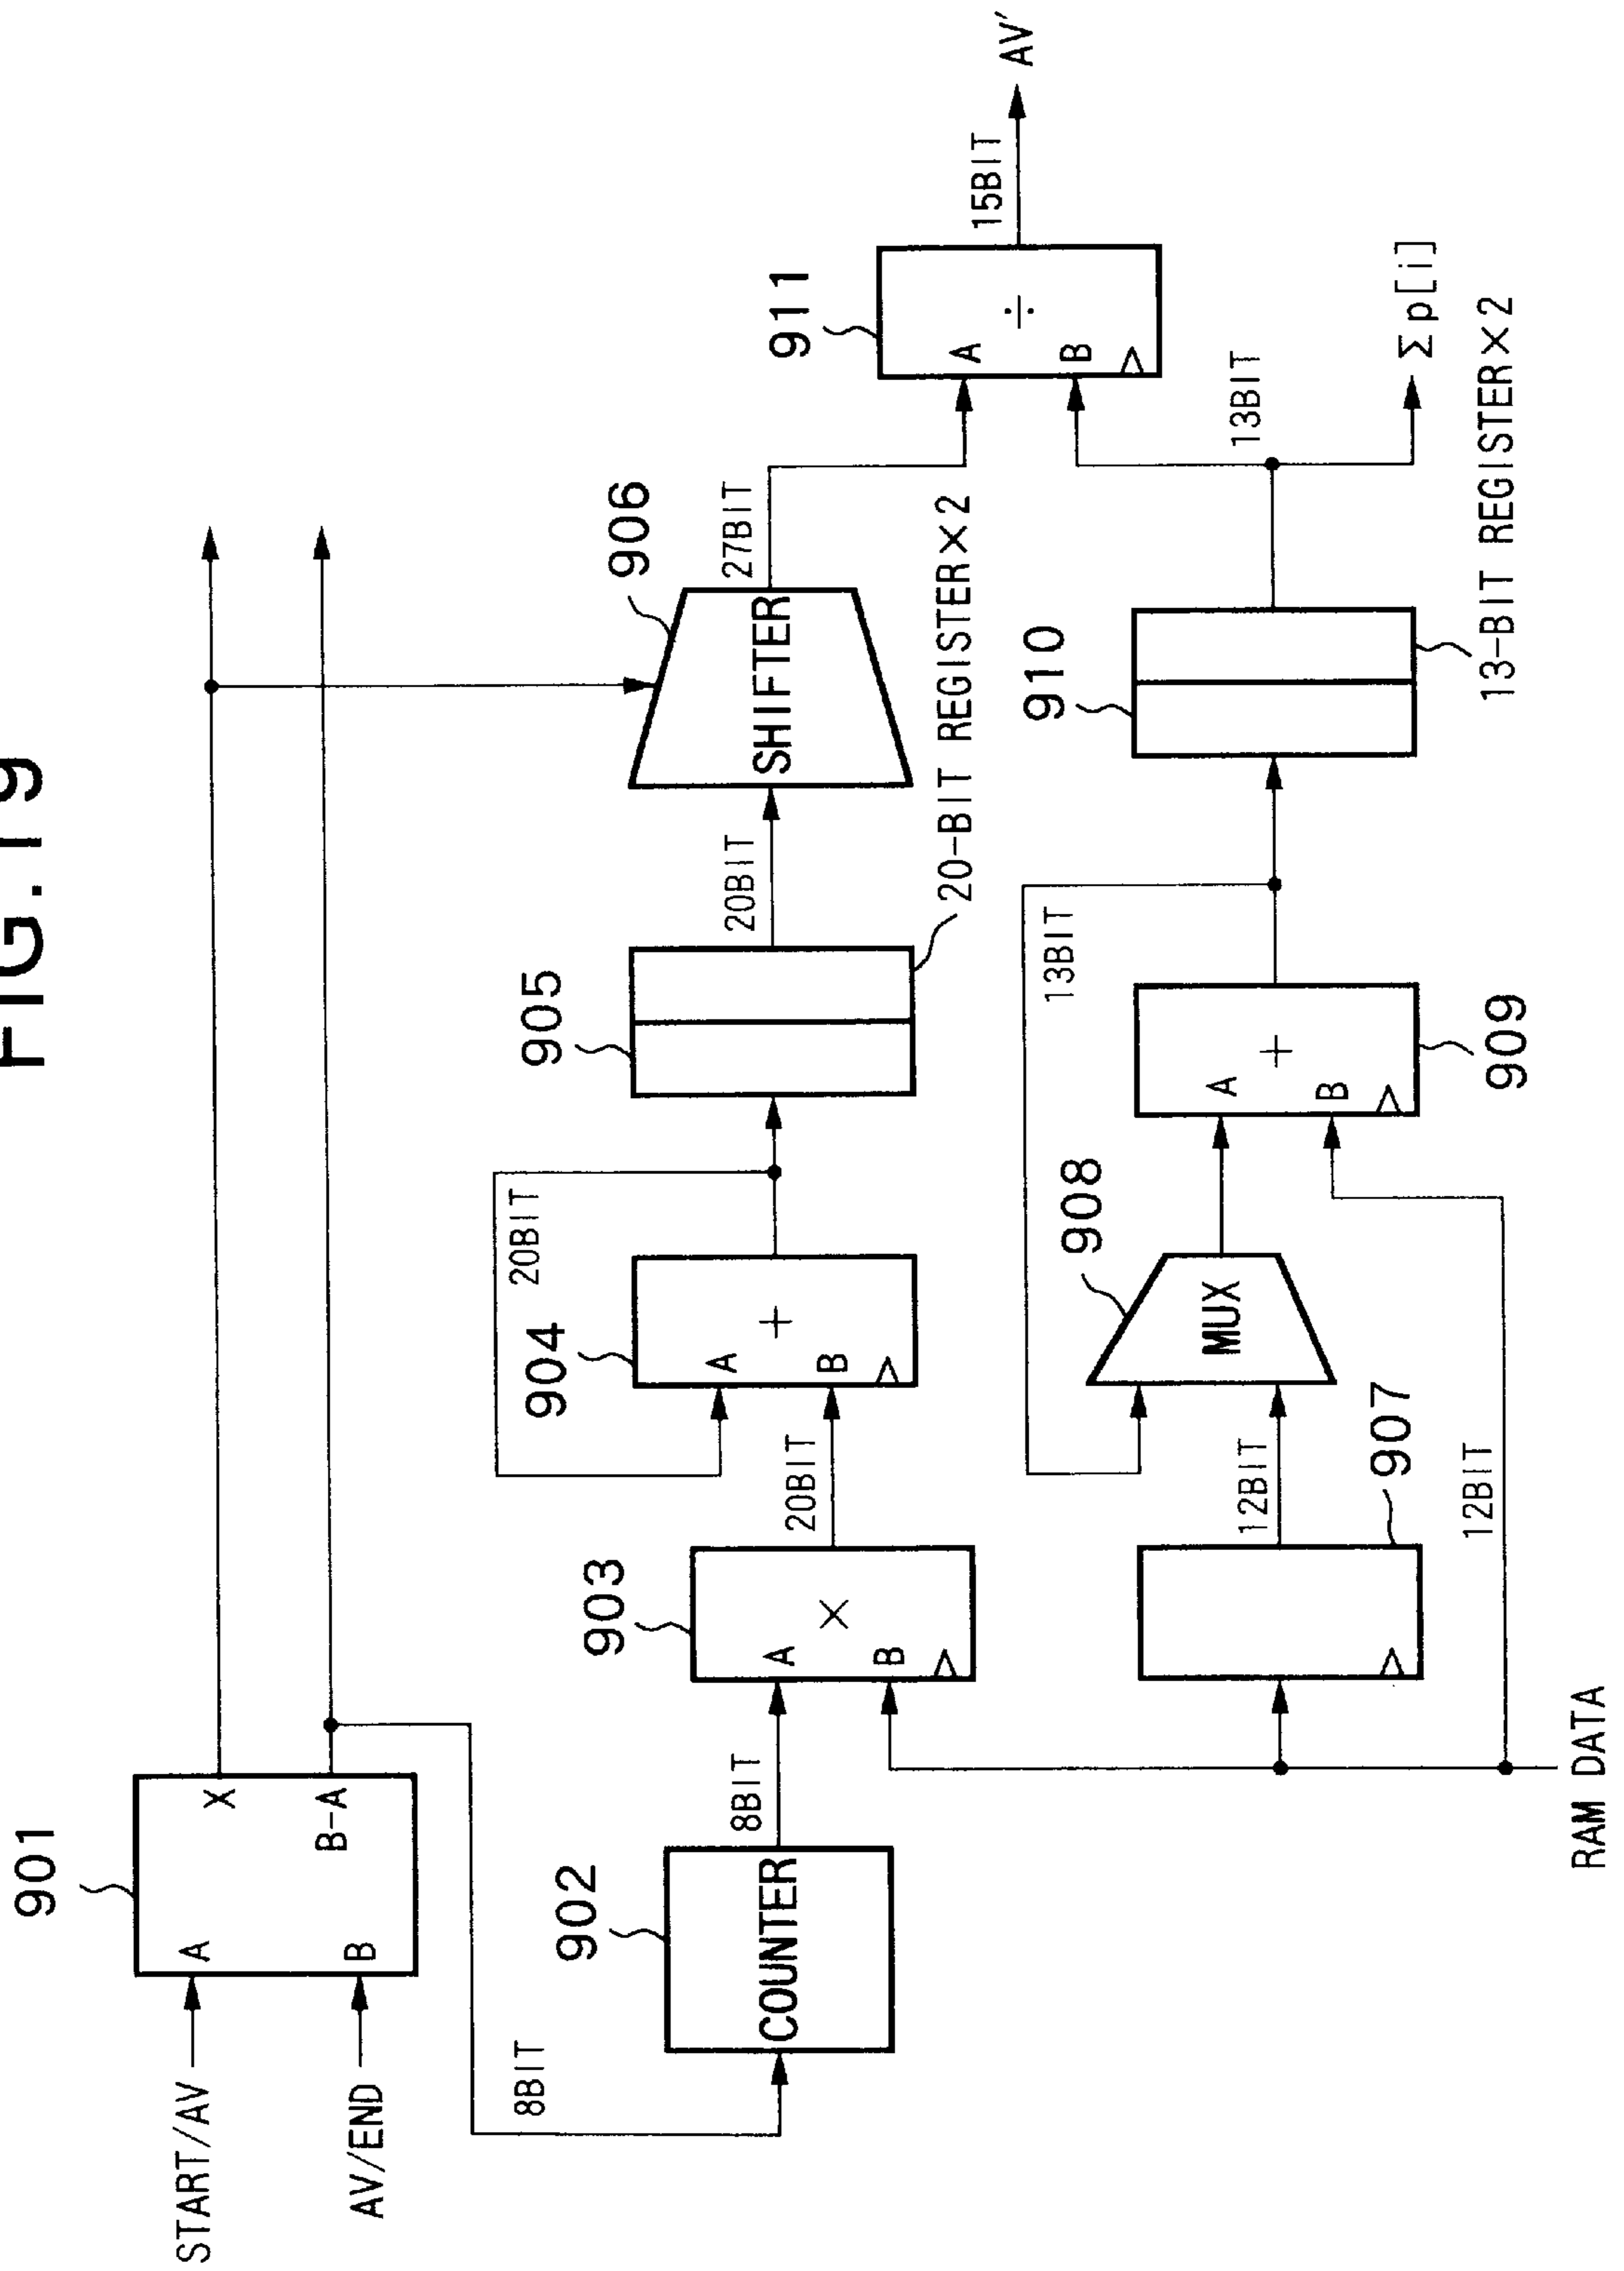 FIG.19
901
START/AV
A
X
AV/END
B
B-A
8BIT
902
COUNTER
8BIT
903
A
×
B
20BIT
904
A
+
B
20BIT
905
20BIT
20-BIT REGISTER×2
906
SHIFTER
27BIT
RAM DATA
12BIT
907
12BIT
908
MUX
909
A
+
B
13BIT
910
13-BIT REGISTER×2
13BIT
Σp[i]
911
A
÷
B
15BIT
AV'